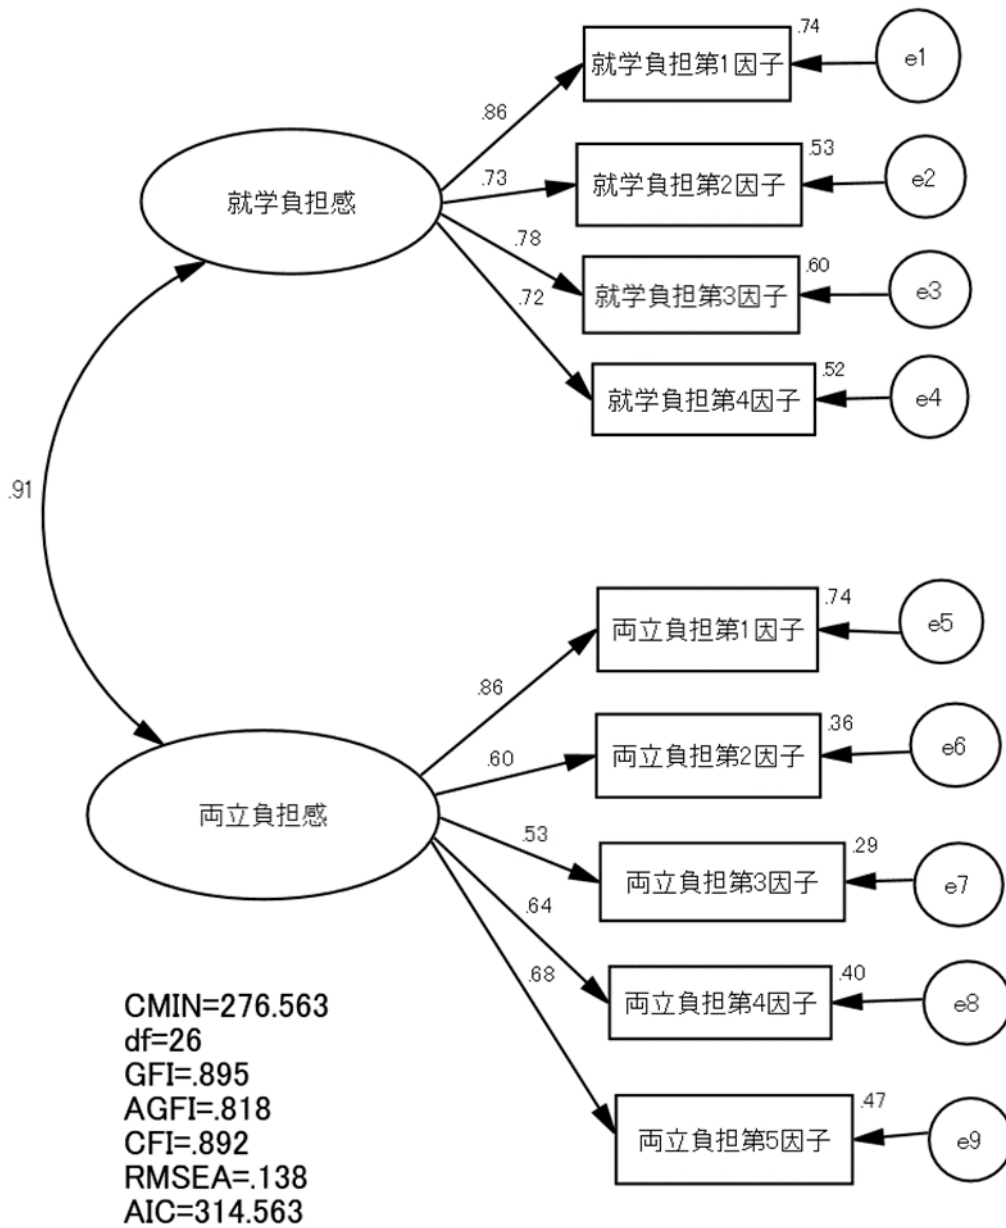 .74
就学負担第1因子
e1
.86
.53
就学負担第2因子
e2
.73
就学負担感
.60
就学負担第3因子
e3
.78
.52
就学負担第4因子
e4
.72
.91
.74
両立負担第1因子
e5
.86
.36
両立負担第2因子
e6
.60
両立負担感
.29
両立負担第3因子
e7
.53
.40
両立負担第4因子
e8
.64
.47
両立負担第5因子
e9
.68
CMIN=276.563
df=26
GFI=.895
AGFI=.818
CFI=.892
RMSEA=.138
AIC=314.563